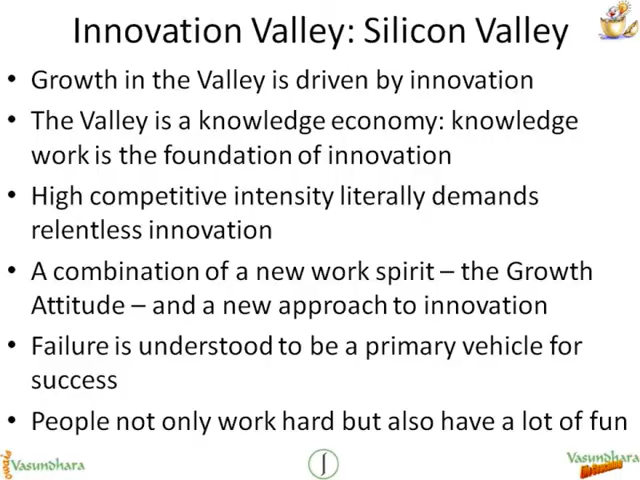 Innovation Valley: Silicon Valley
• Growth in the Valley is driven by innovation
• The Valley is a knowledge economy: knowledge
work is the foundation of innovation
• High competitive intensity literally demands
relentless innovation
• A combination of a new work spirit – the Growth
Attitude – and a new approach to innovation
• Failure is understood to be a primary vehicle for
success
• People not only work hard but also have a lot of fun
Vasundhara
Vasundhara